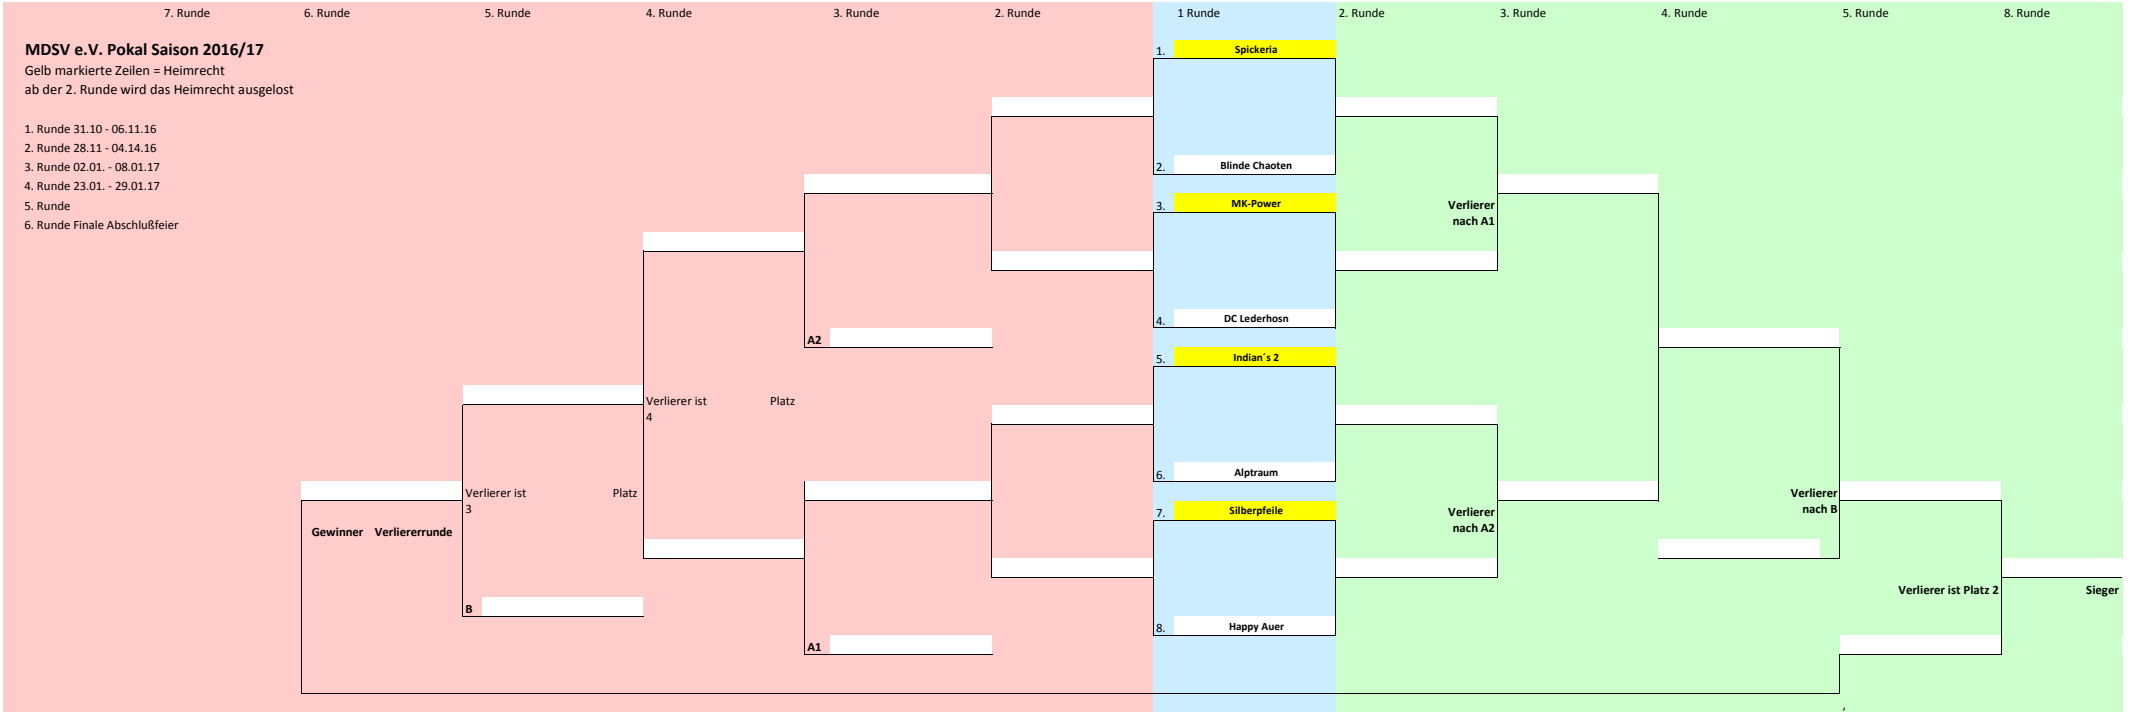 7. Runde 6. Runde 5. Runde 4. Runde 3. Runde 2. Runde 1 Runde 2. Runde 3. Runde 4. Runde 5. Runde 8. Runde
MDSV e.V. Pokal Saison 2016/17
Gelb markierte Zeilen = Heimrecht
ab der 2. Runde wird das Heimrecht ausgelost
1. Runde 31.10 - 06.11.16
2. Runde 28.11 - 04.14.16
3. Runde 02.01. - 08.01.17
4. Runde 23.01. - 29.01.17
5. Runde
6. Runde Finale Abschlußfeier
1. Spickeria
2. Blinde Chaoten
3. MK-Power
Verlierer
nach A1
4. DC Lederhosn
A2
5. Indian´s 2
Verlierer ist Platz
4
6. Alptraum
Verlierer ist Platz
3
Verlierer
nach B
7. Silberpfeile
Verlierer
nach A2
Gewinner Verliererrunde
Verlierer ist Platz 2 Sieger
B
8. Happy Auer
A1
,